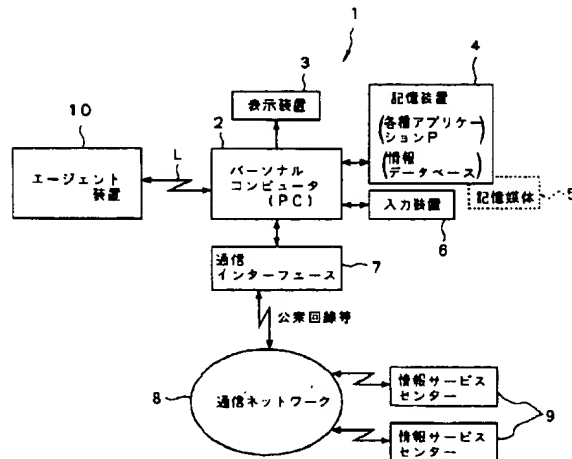 1
3
表示装置
4
記憶装置
(各種アプリケーションP)
(情報データベース)
記憶媒体
5
10
エージェント
装置
L
2
パーソナル
コンピュータ
(PC)
入力装置
6
通信
インターフェース
7
公衆回線等
8
通信ネットワーク
情報サービス
センター
9
情報サービス
センター